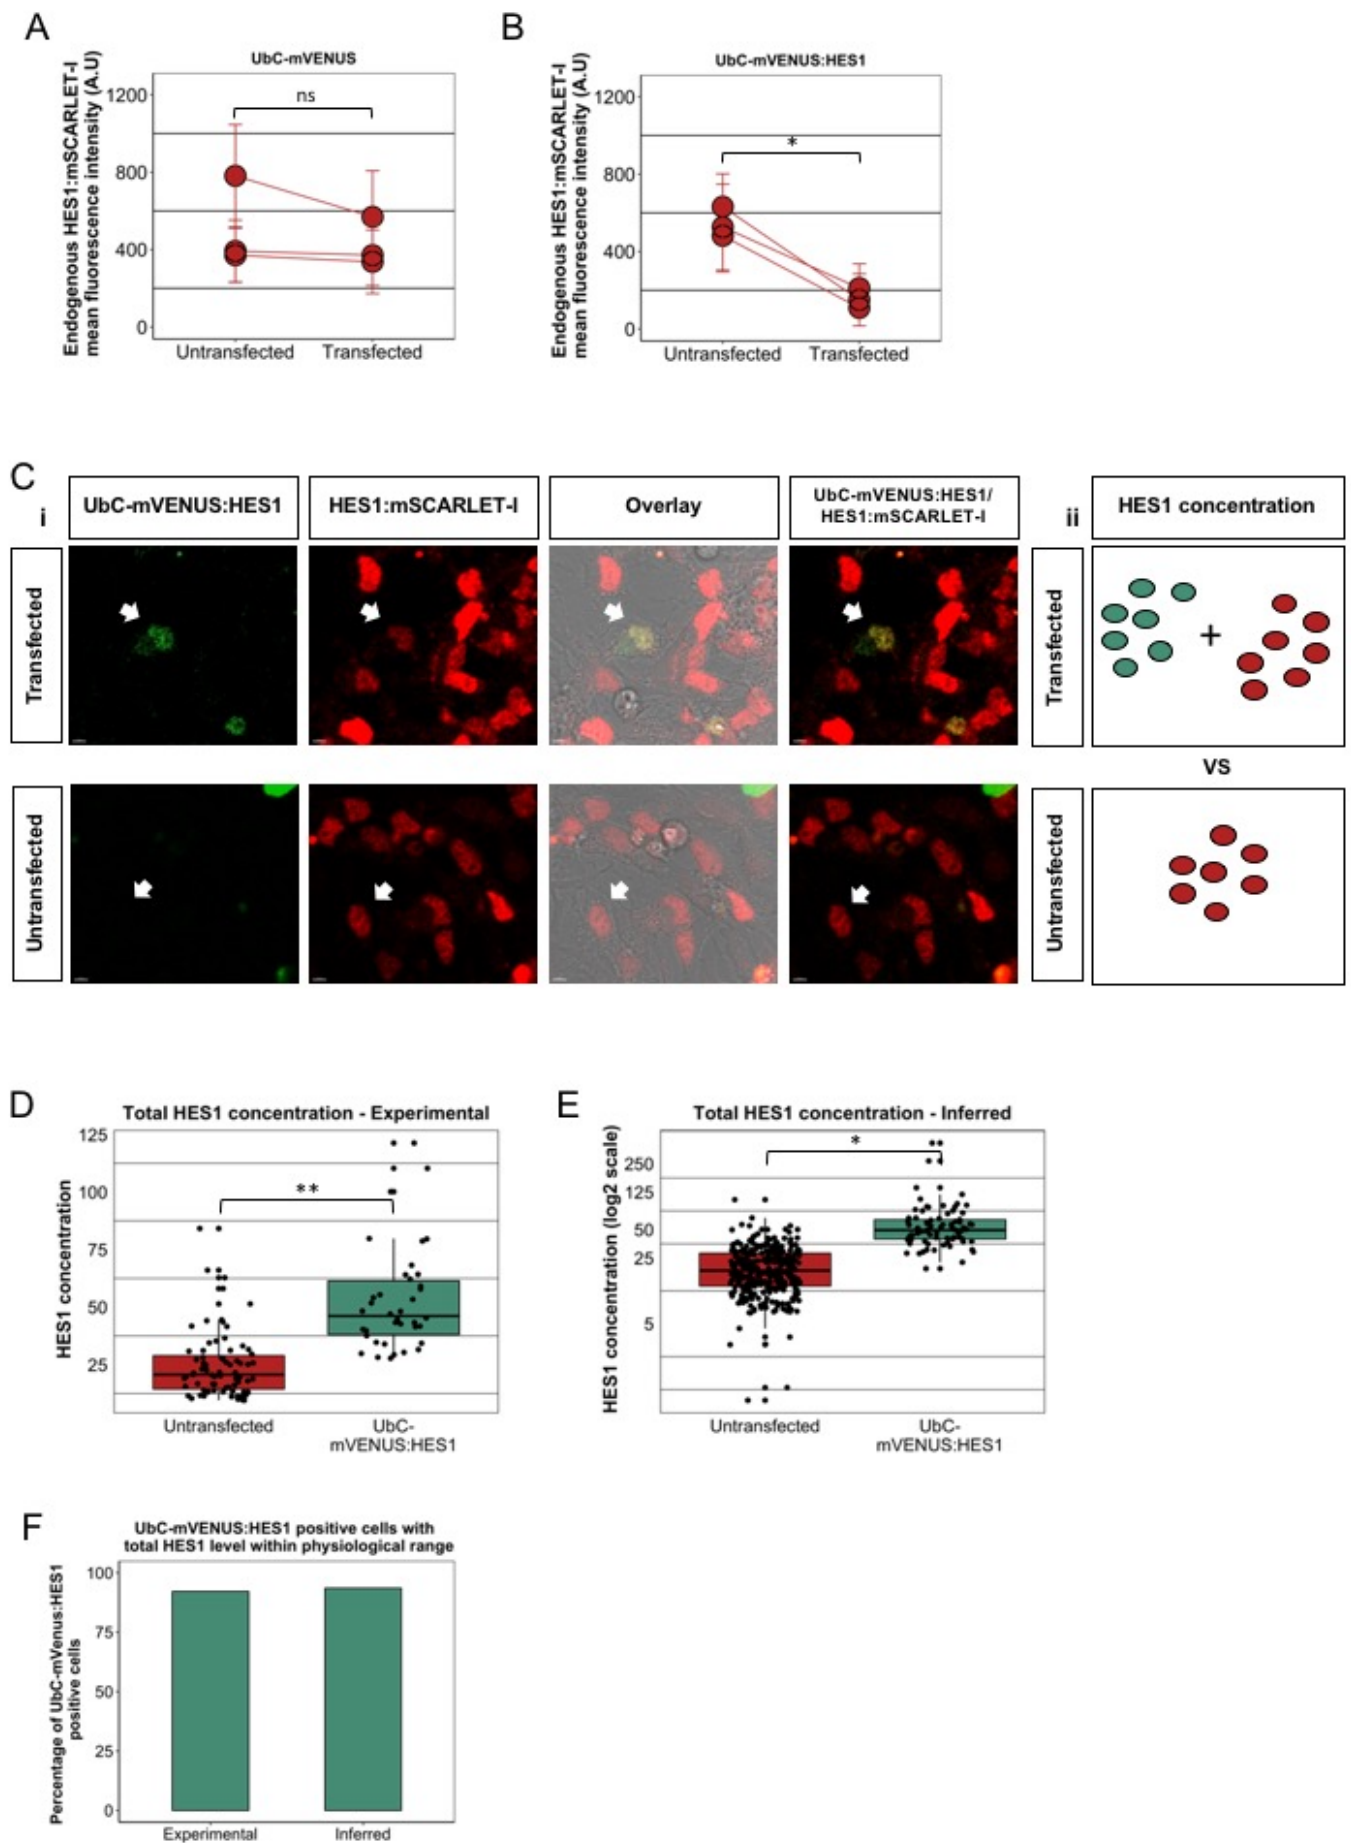 A
UbC-mVENUS
Endogenous HES1:mSCARLET-I
mean fluorescence intensity (A.U)
1200
800
400
0
ns
Untransfected
Transfected
B
UbC-mVENUS:HES1
Endogenous HES1:mSCARLET-I
mean fluorescence intensity (A.U)
1200
800
400
0
*
Untransfected
Transfected
C
i
UbC-mVENUS:HES1
HES1:mSCARLET-I
Overlay
UbC-mVENUS:HES1/
HES1:mSCARLET-I
ii
HES1 concentration
Transfected
Transfected
+
VS
Untransfected
Untransfected
D
Total HES1 concentration - Experimental
HES1 concentration
125
100
75
50
25
**
Untransfected
UbC-
mVENUS:HES1
E
Total HES1 concentration - Inferred
HES1 concentration (log2 scale)
250
125
50
25
5
*
Untransfected
UbC-
mVENUS:HES1
F
UbC-mVENUS:HES1 positive cells with
total HES1 level within physiological range
Percentage of UbC-mVenus:HES1
positive cells
100
75
50
25
0
Experimental
Inferred